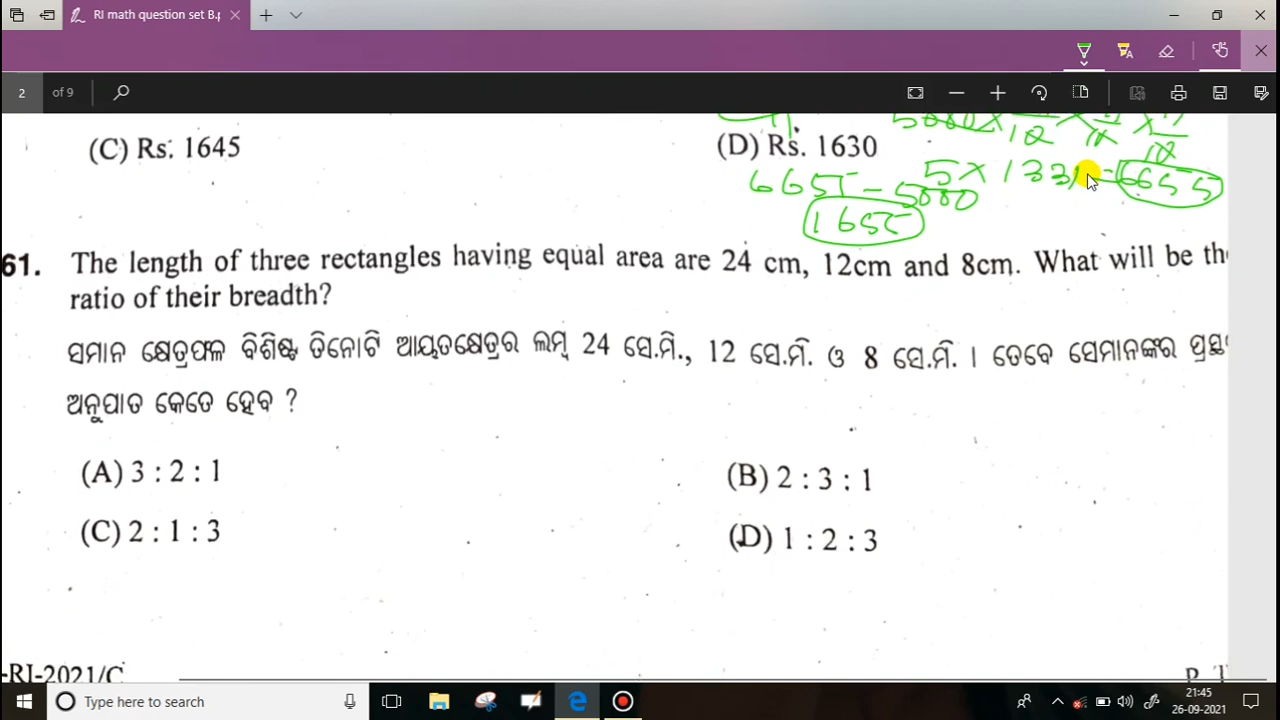 RI math question set B.p
2 of 9
(C) Rs. 1645
(D) Rs. 1630
6655 - 5000
5 × 1331 = 6655
1655
61. The length of three rectangles having equal area are 24 cm, 12cm and 8cm. What will be th
ratio of their breadth?
ସମାନ କ୍ଷେତ୍ରଫଳ ବିଶିଷ୍ଟ ତିନୋଟି ଆୟତକ୍ଷେତ୍ରର ଲମ୍ବ 24 ସେ.ମି., 12 ସେ.ମି. ଓ 8 ସେ.ମି. । ତେବେ ସେମାନଙ୍କର ପ୍ରସ୍ଥ
ଅନୁପାତ କେତେ ହେବ ?
(A) 3 : 2 : 1
(B) 2 : 3 : 1
(C) 2 : 1 : 3
(D) 1 : 2 : 3
-RI-2021/C
P. T
Type here to search
21:45
26-09-2021